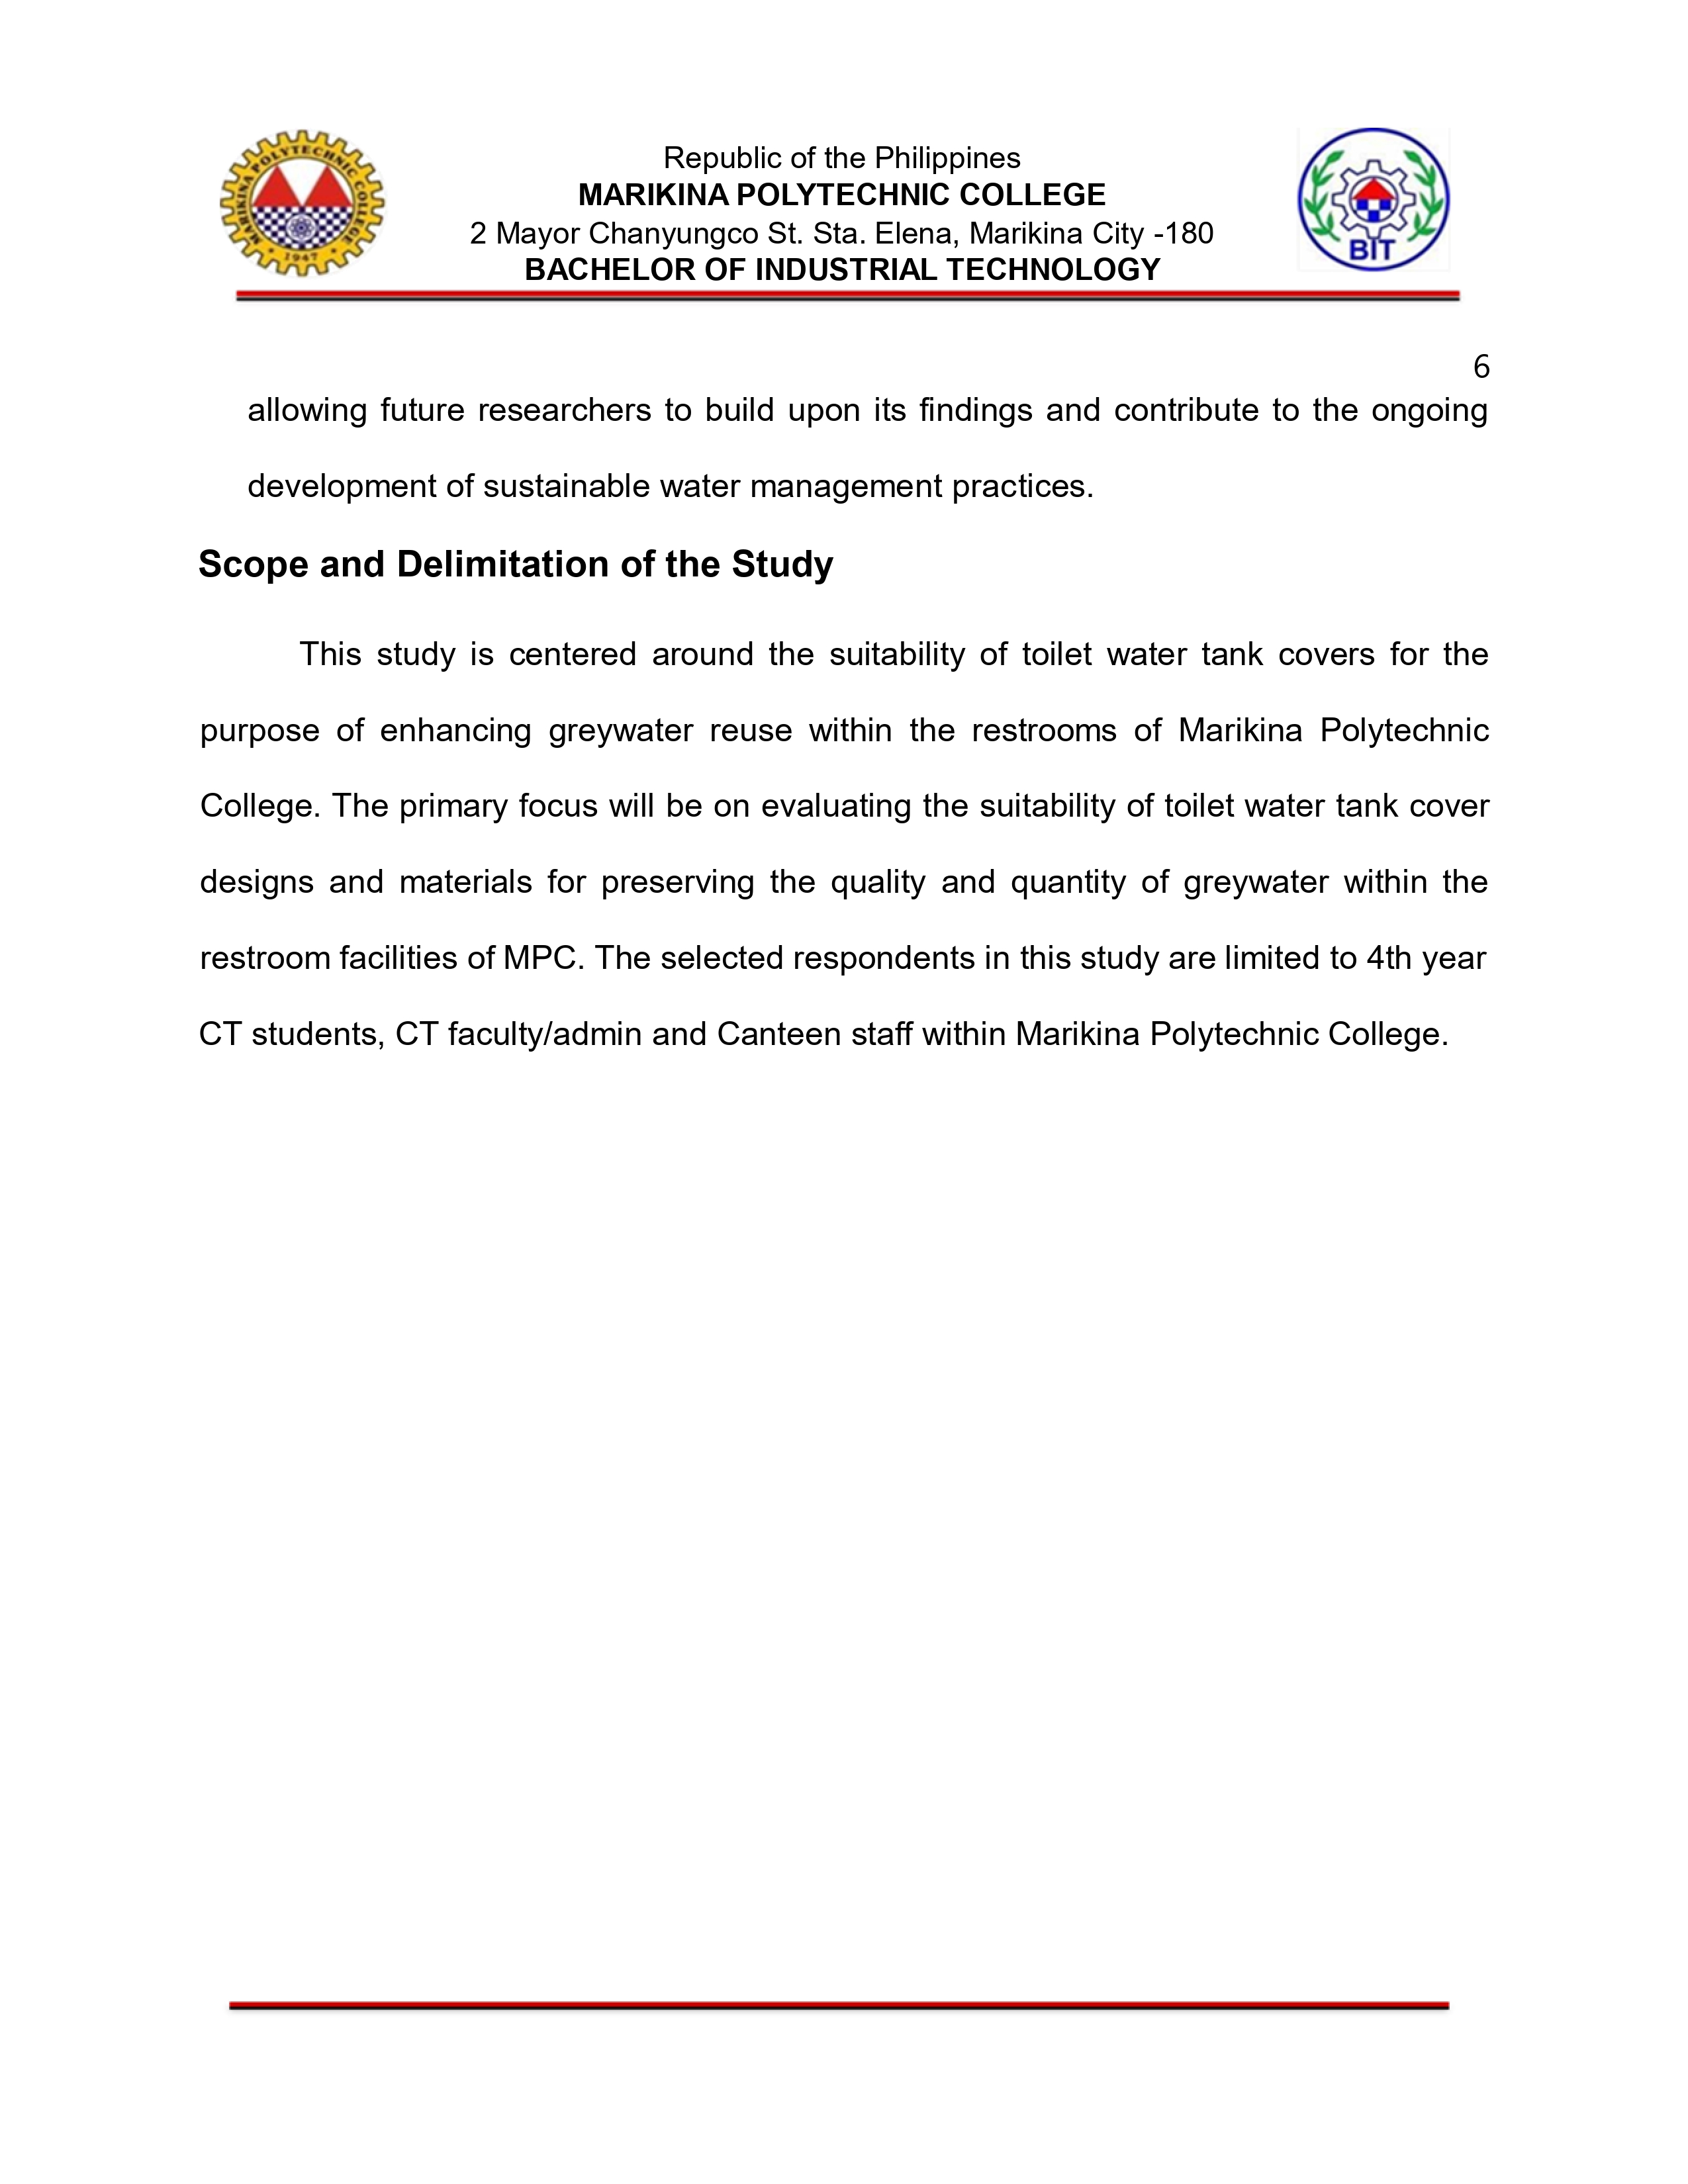 MARIKINA POLYTECHNIC COLLEGE
1947
Republic of the Philippines
MARIKINA POLYTECHNIC COLLEGE
2 Mayor Chanyungco St. Sta. Elena, Marikina City -180
BACHELOR OF INDUSTRIAL TECHNOLOGY
BIT
6
allowing future researchers to build upon its findings and contribute to the ongoing
development of sustainable water management practices.
Scope and Delimitation of the Study
This study is centered around the suitability of toilet water tank covers for the
purpose of enhancing greywater reuse within the restrooms of Marikina Polytechnic
College. The primary focus will be on evaluating the suitability of toilet water tank cover
designs and materials for preserving the quality and quantity of greywater within the
restroom facilities of MPC. The selected respondents in this study are limited to 4th year
CT students, CT faculty/admin and Canteen staff within Marikina Polytechnic College.